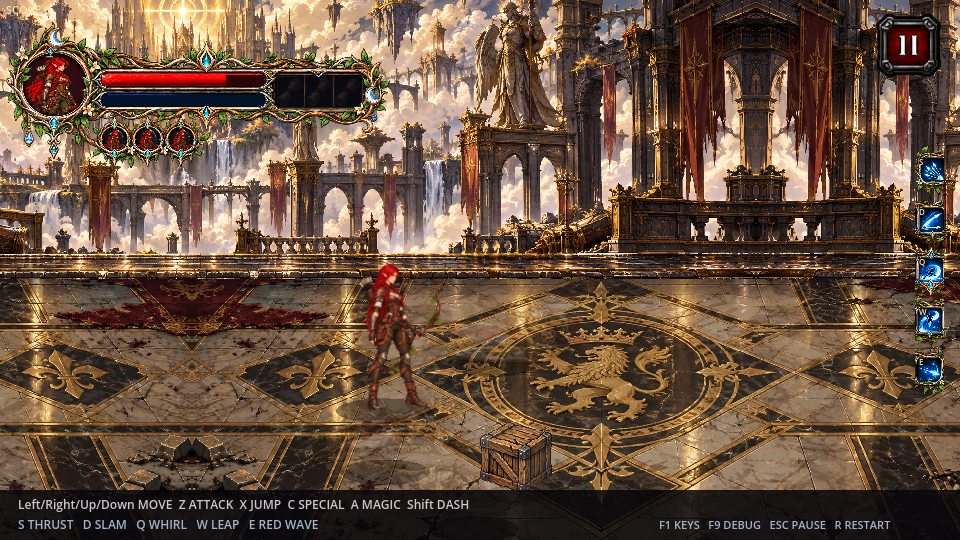 Left/Right/Up/Down MOVE Z ATTACK X JUMP C SPECIAL A MAGIC Shift DASH
S THRUST D SLAM Q WHIRL W LEAP E RED WAVE
F1 KEYS F9 DEBUG ESC PAUSE R RESTART